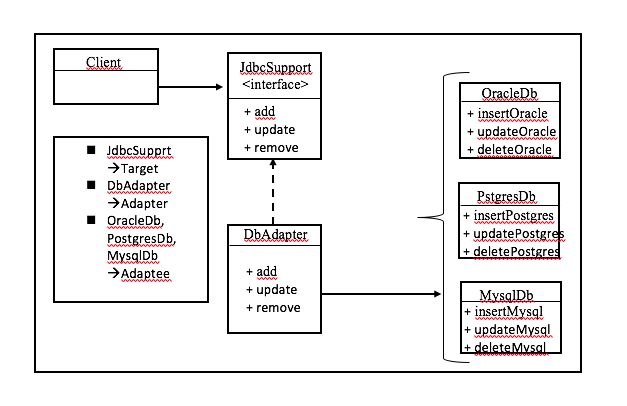 Client
JdbcSupport
<interface>
+ add
+ update
+ remove
JdbcSupprt
→Target
DbAdapter
→Adapter
OracleDb,
PostgresDb,
MysqlDb
→Adaptee
DbAdapter
+ add
+ update
+ remove
OracleDb
+ insertOracle
+ updateOracle
+ deleteOracle
PstgresDb
+ insertPostgres
+ updatePostgres
+ deletePostgres
MysqlDb
+ insertMysql
+ updateMysql
+ deleteMysql